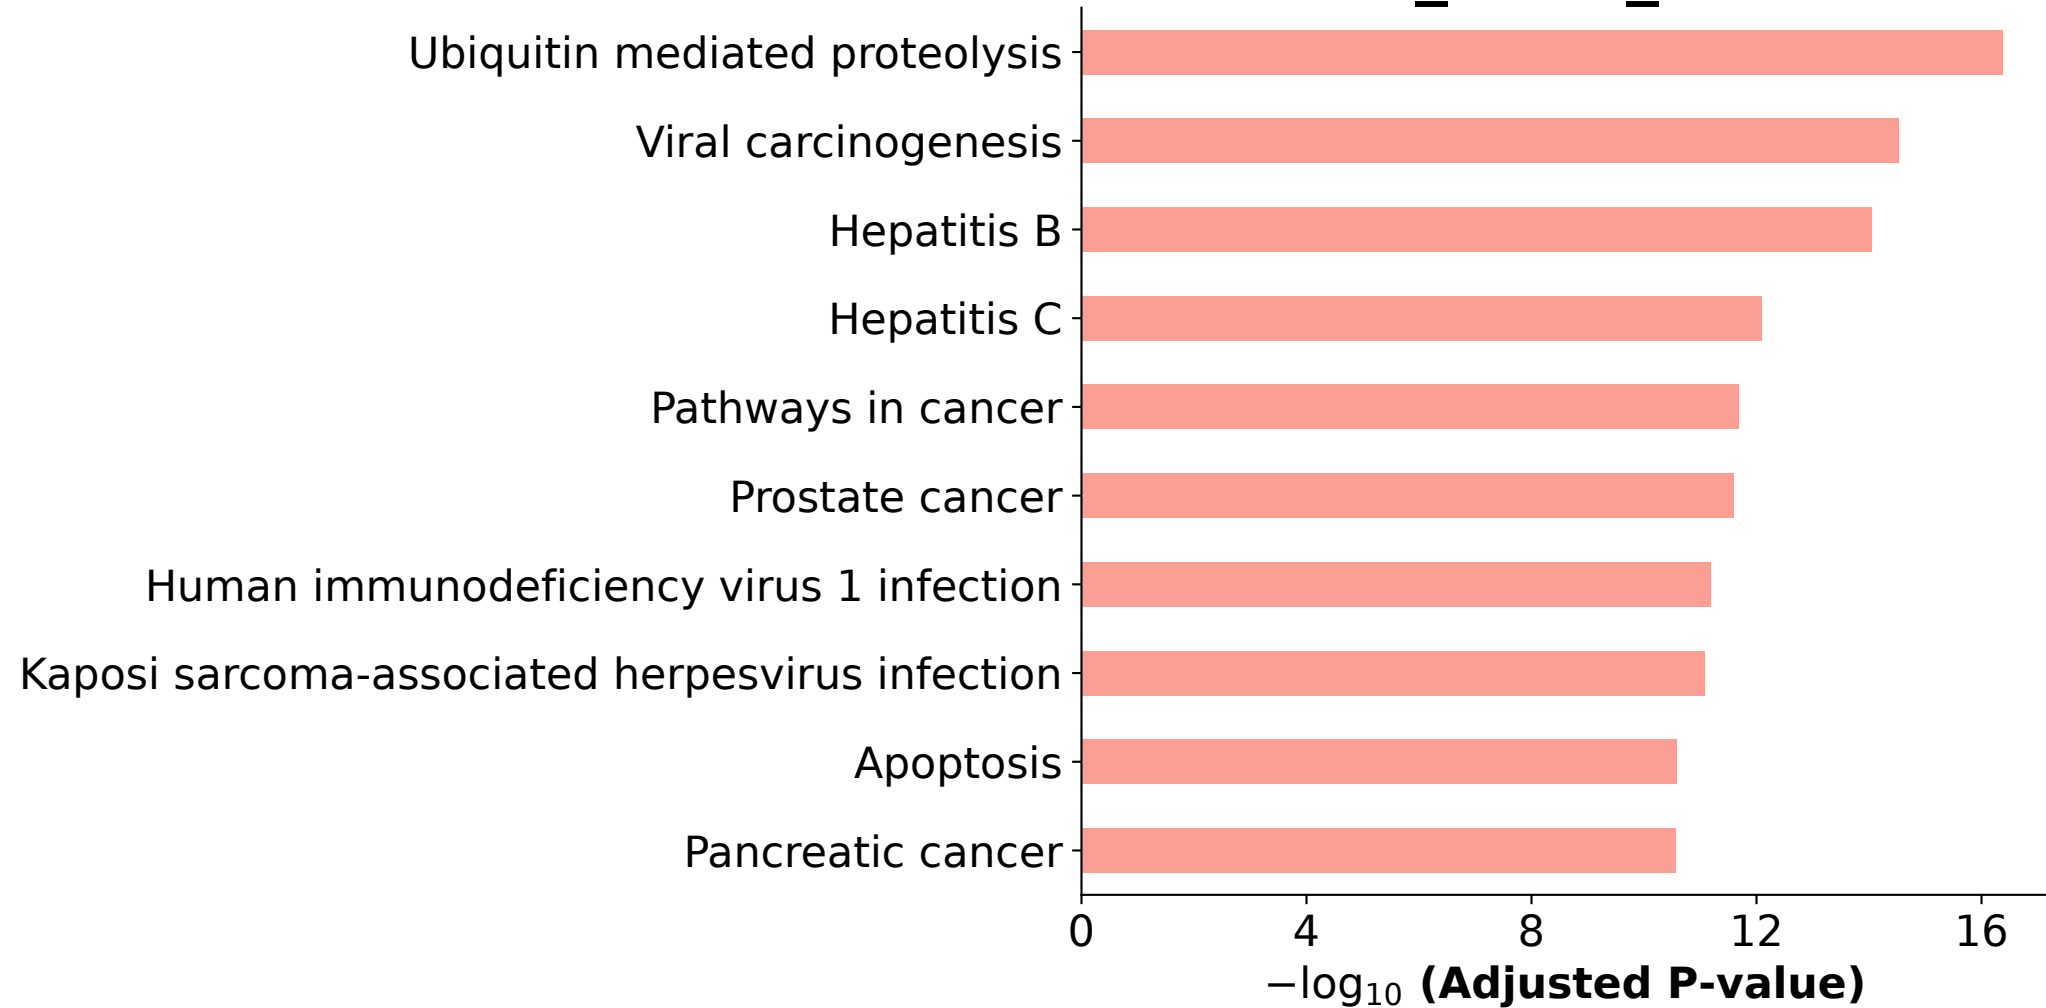 Ubiquitin mediated proteolysis
Viral carcinogenesis
Hepatitis B
Hepatitis C
Pathways in cancer
Prostate cancer
Human immunodeficiency virus 1 infection
Kaposi sarcoma-associated herpesvirus infection
Apoptosis
Pancreatic cancer
0 4 8 12 16
−log₁₀ (Adjusted P-value)